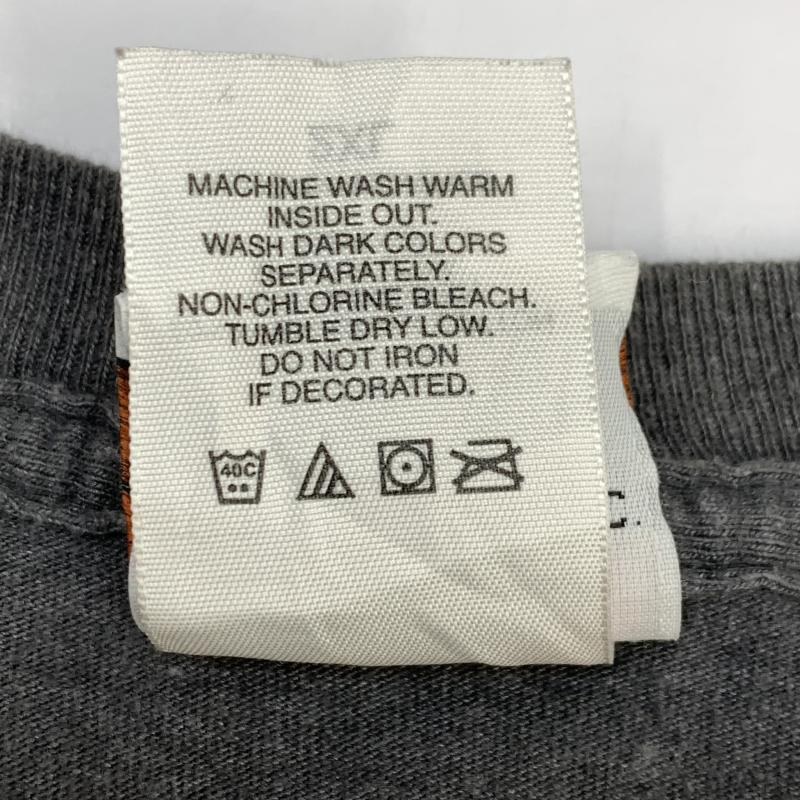 MACHINE WASH WARM
INSIDE OUT.
WASH DARK COLORS
SEPARATELY.
NON-CHLORINE BLEACH.
TUMBLE DRY LOW.
DO NOT IRON
IF DECORATED.
40C
C.